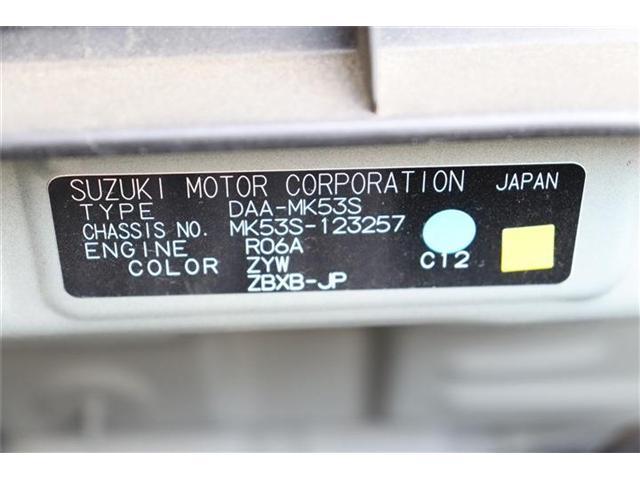 SUZUKI MOTOR CORPORATION JAPAN
TYPE DAA-MK53S
CHASSIS NO. MK53S-123257
ENGINE R06A
COLOR ZYW C12
ZBXB-JP